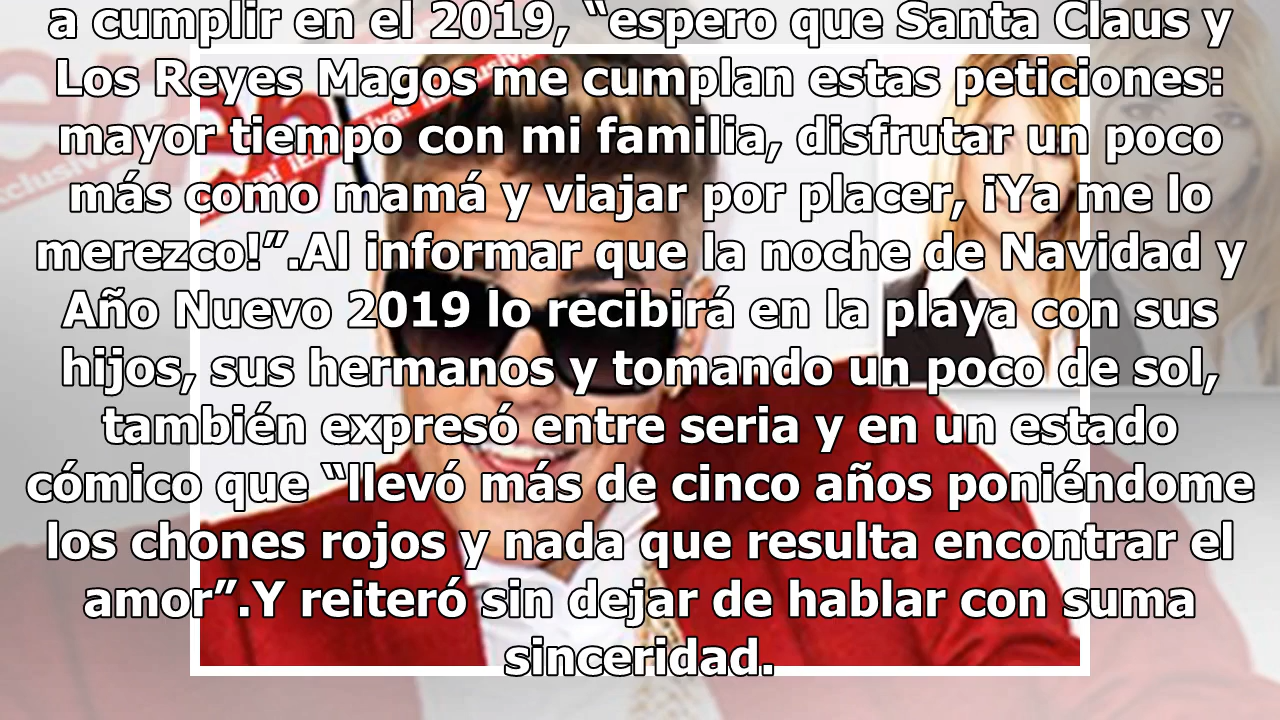 a cumplir en el 2019, “espero que Santa Claus y
Los Reyes Magos me cumplan estas peticiones:
mayor tiempo con mi familia, disfrutar un poco
más como mamá y viajar por placer, ¡Ya me lo
merezco!”.Al informar que la noche de Navidad y
Año Nuevo 2019 lo recibirá en la playa con sus
hijos, sus hermanos y tomando un poco de sol,
también expresó entre seria y en un estado
cómico que “llevó más de cinco años poniéndome
los chones rojos y nada que resulta encontrar el
amor”.Y reiteró sin dejar de hablar con suma
sinceridad.